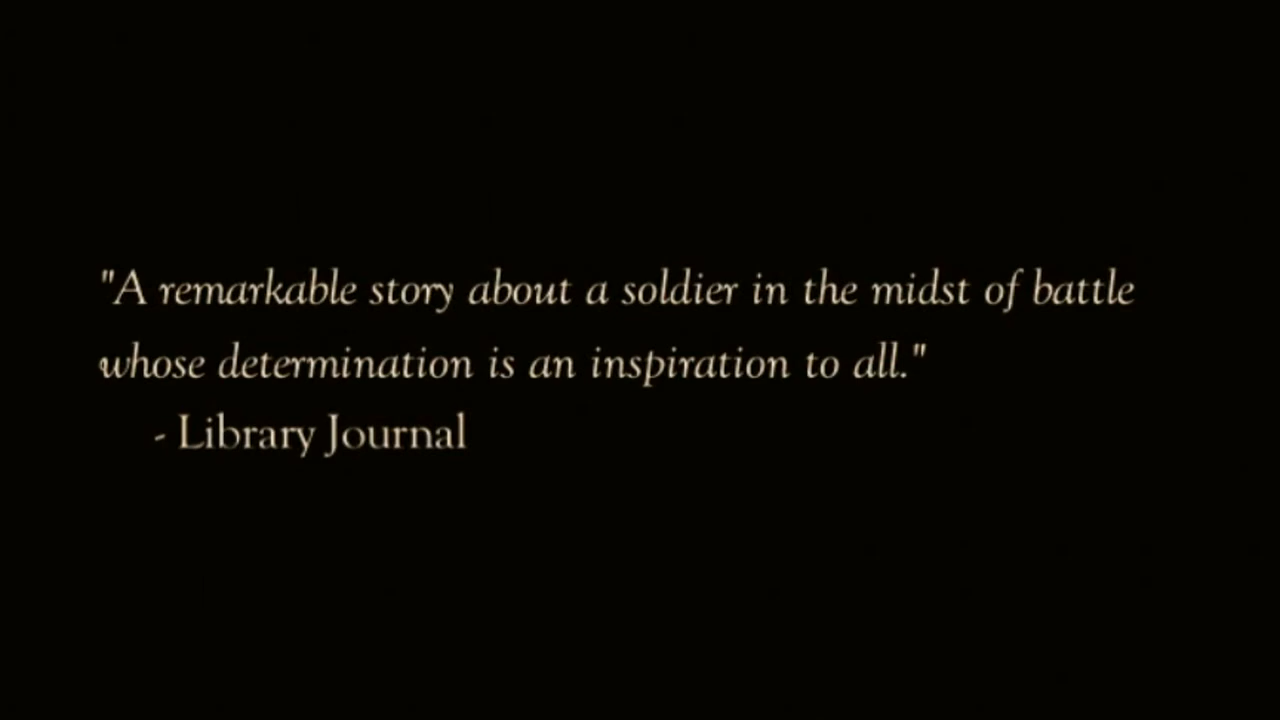 "A remarkable story about a soldier in the midst of battle
whose determination is an inspiration to all."
- Library Journal